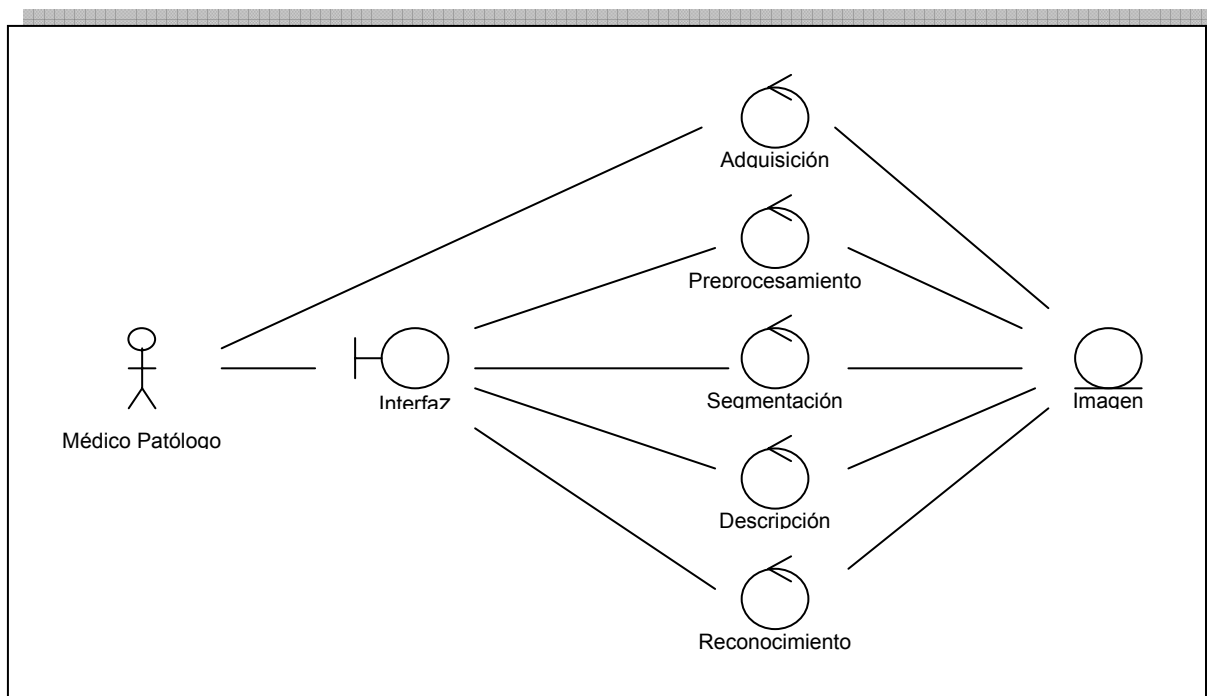 Adquisición
Preprocesamiento
Interfaz
Segmentación
Imagen
Médico Patólogo
Descripción
Reconocimiento